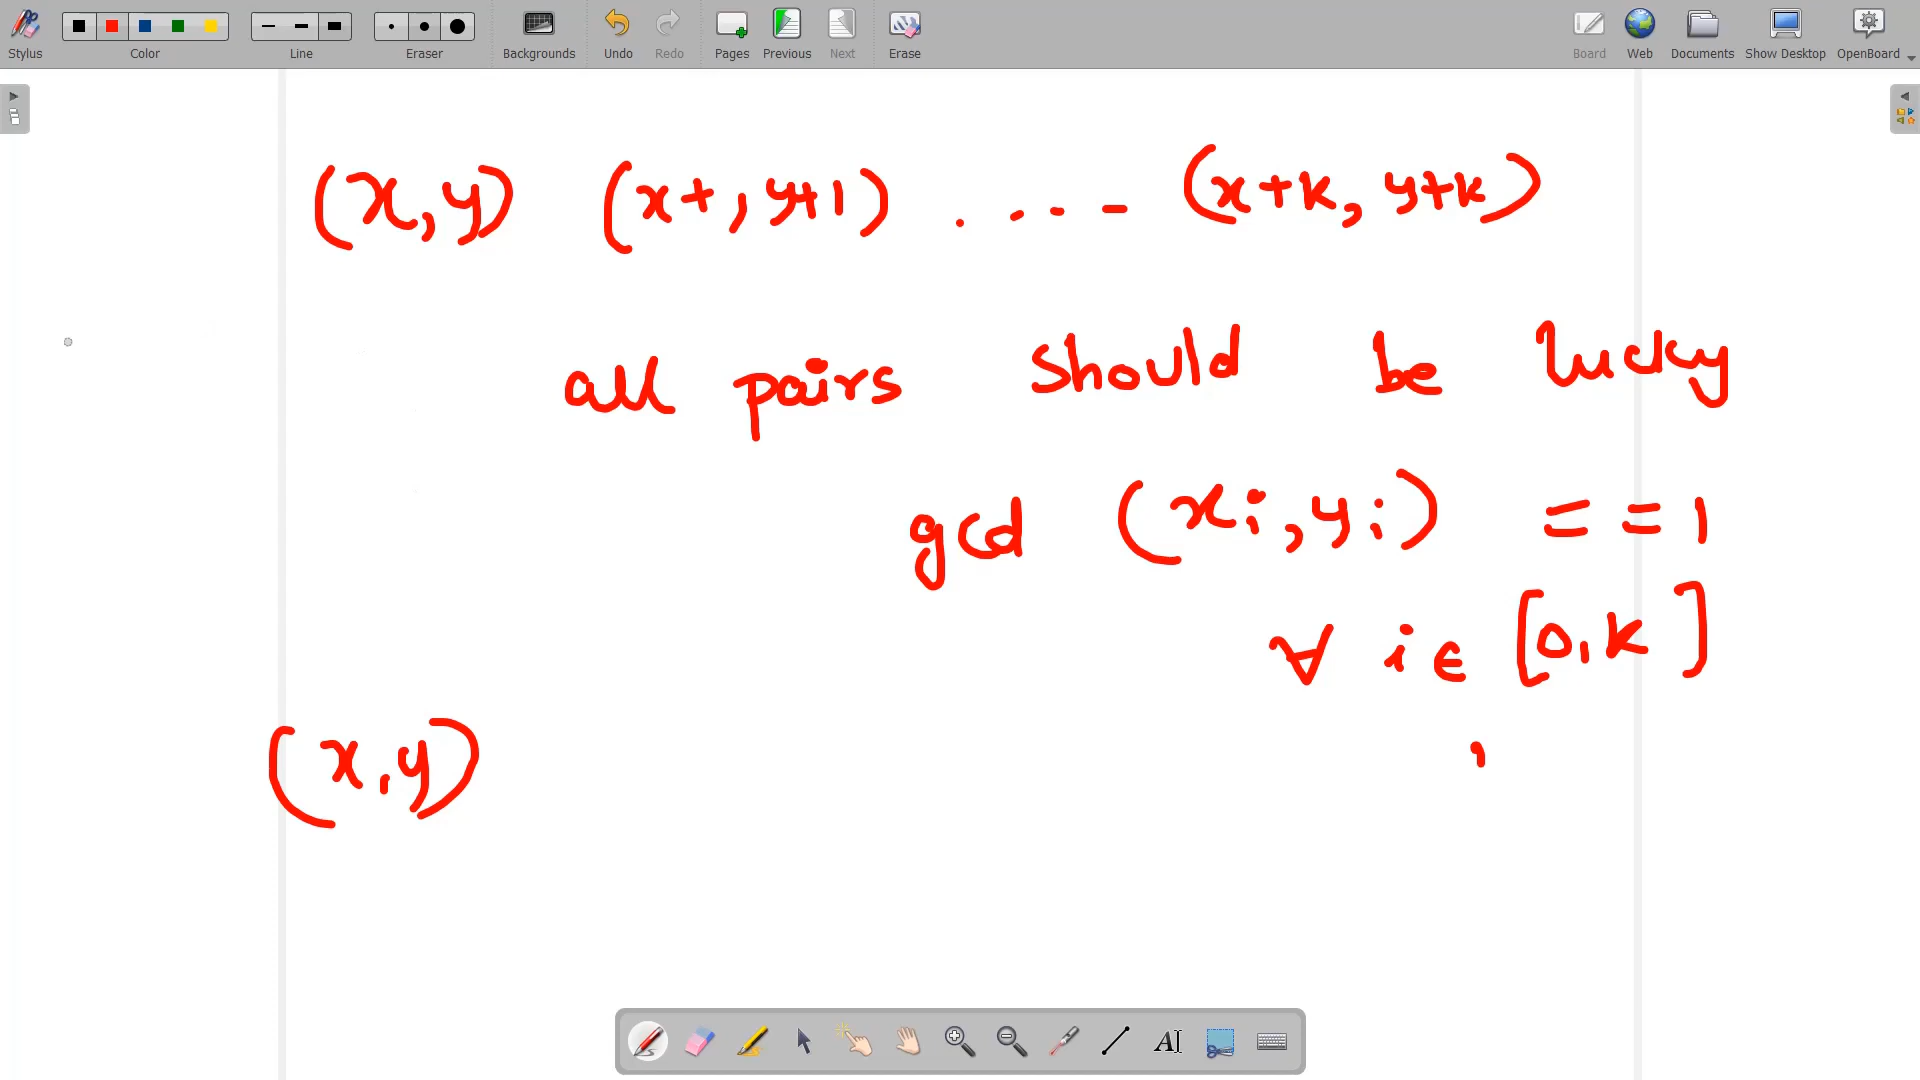 Stylus Color Line Eraser Backgrounds Undo Redo Pages Previous Next Erase Board Web Documents Show Desktop OpenBoard
(x,y) (x+,y+1) ....- (x+k,y+k)
all pairs should be lucky
gcd (xi,yi) ==1
∀ i∈ [0,k]
(x,y) ,
AI